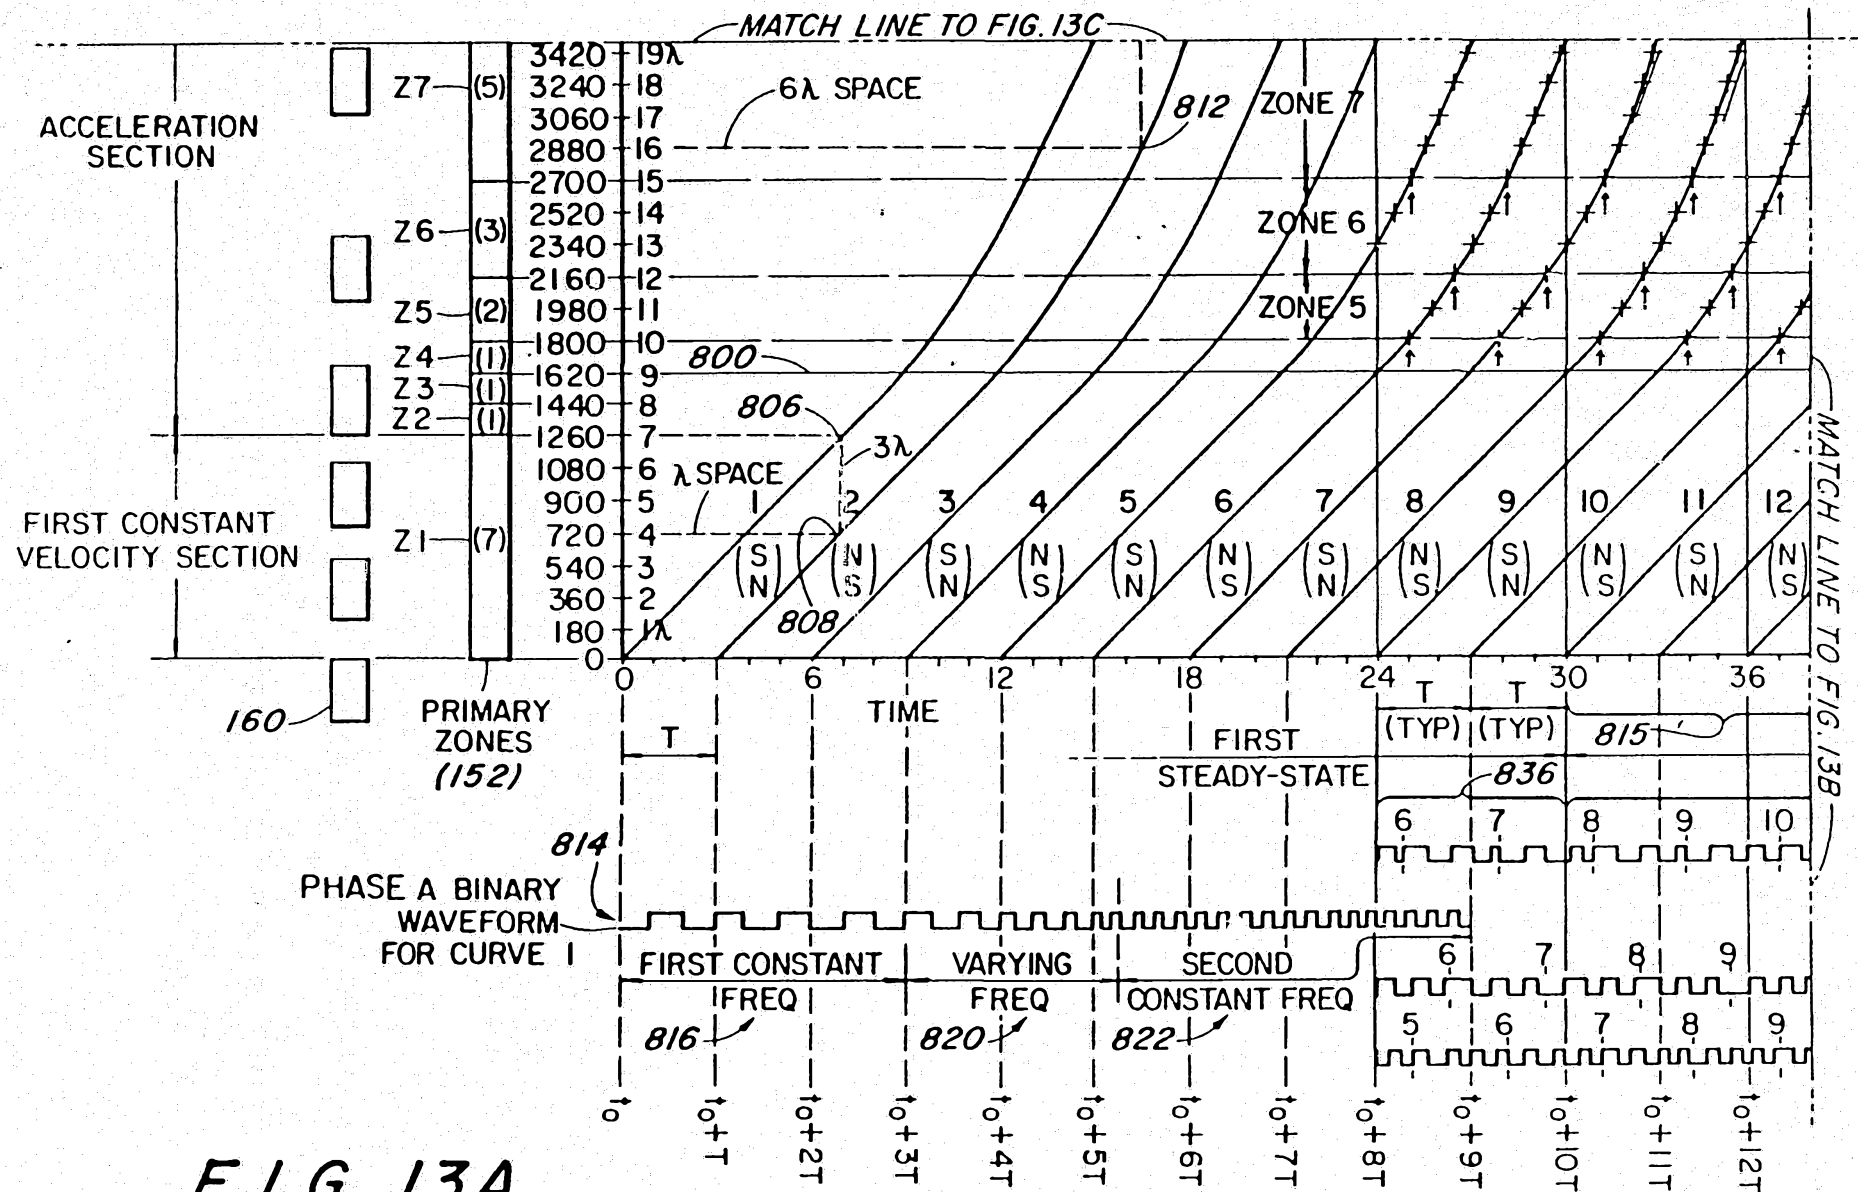 MATCH LINE TO FIG. 13C
ACCELERATION
SECTION
FIRST CONSTANT
VELOCITY SECTION
160
Z7 (5)
Z6 (3)
Z5 (2)
Z4 (1)
Z3 (1)
Z2 (1)
Z1 (7)
PRIMARY
ZONES
(152)
3420 19λ
3240 18
3060 17
2880 16
2700 15
2520 14
2340 13
2160 12
1980 11
1800 10
1620 9
1440 8
1260 7
1080 6
900 5
720 4
540 3
360 2
180 1λ
0
6λ SPACE
812
ZONE 7
ZONE 6
ZONE 5
800
806
3λ
λ SPACE
808
1 2 3 4 5 6 7 8 9 10 11 12
(S N) (N S) (S N) (N S) (S N) (N S) (S N) (N S) (S N) (N S) (S N) (N S)
0 6 12 18 24 30 36
TIME
T
T (TYP)
T (TYP)
815
FIRST
STEADY-STATE
836
MATCH LINE TO FIG. 13B
6 7 8 9 10
814
PHASE A BINARY
WAVEFORM
FOR CURVE 1
FIRST CONSTANT
FREQ
816
VARYING
FREQ
820
SECOND
CONSTANT FREQ
822
6 7 8 9
5 6 7 8 9
t0 t0+T t0+2T t0+3T t0+4T t0+5T t0+6T t0+7T t0+8T t0+9T t0+10T t0+11T t0+12T
FIG. 13A